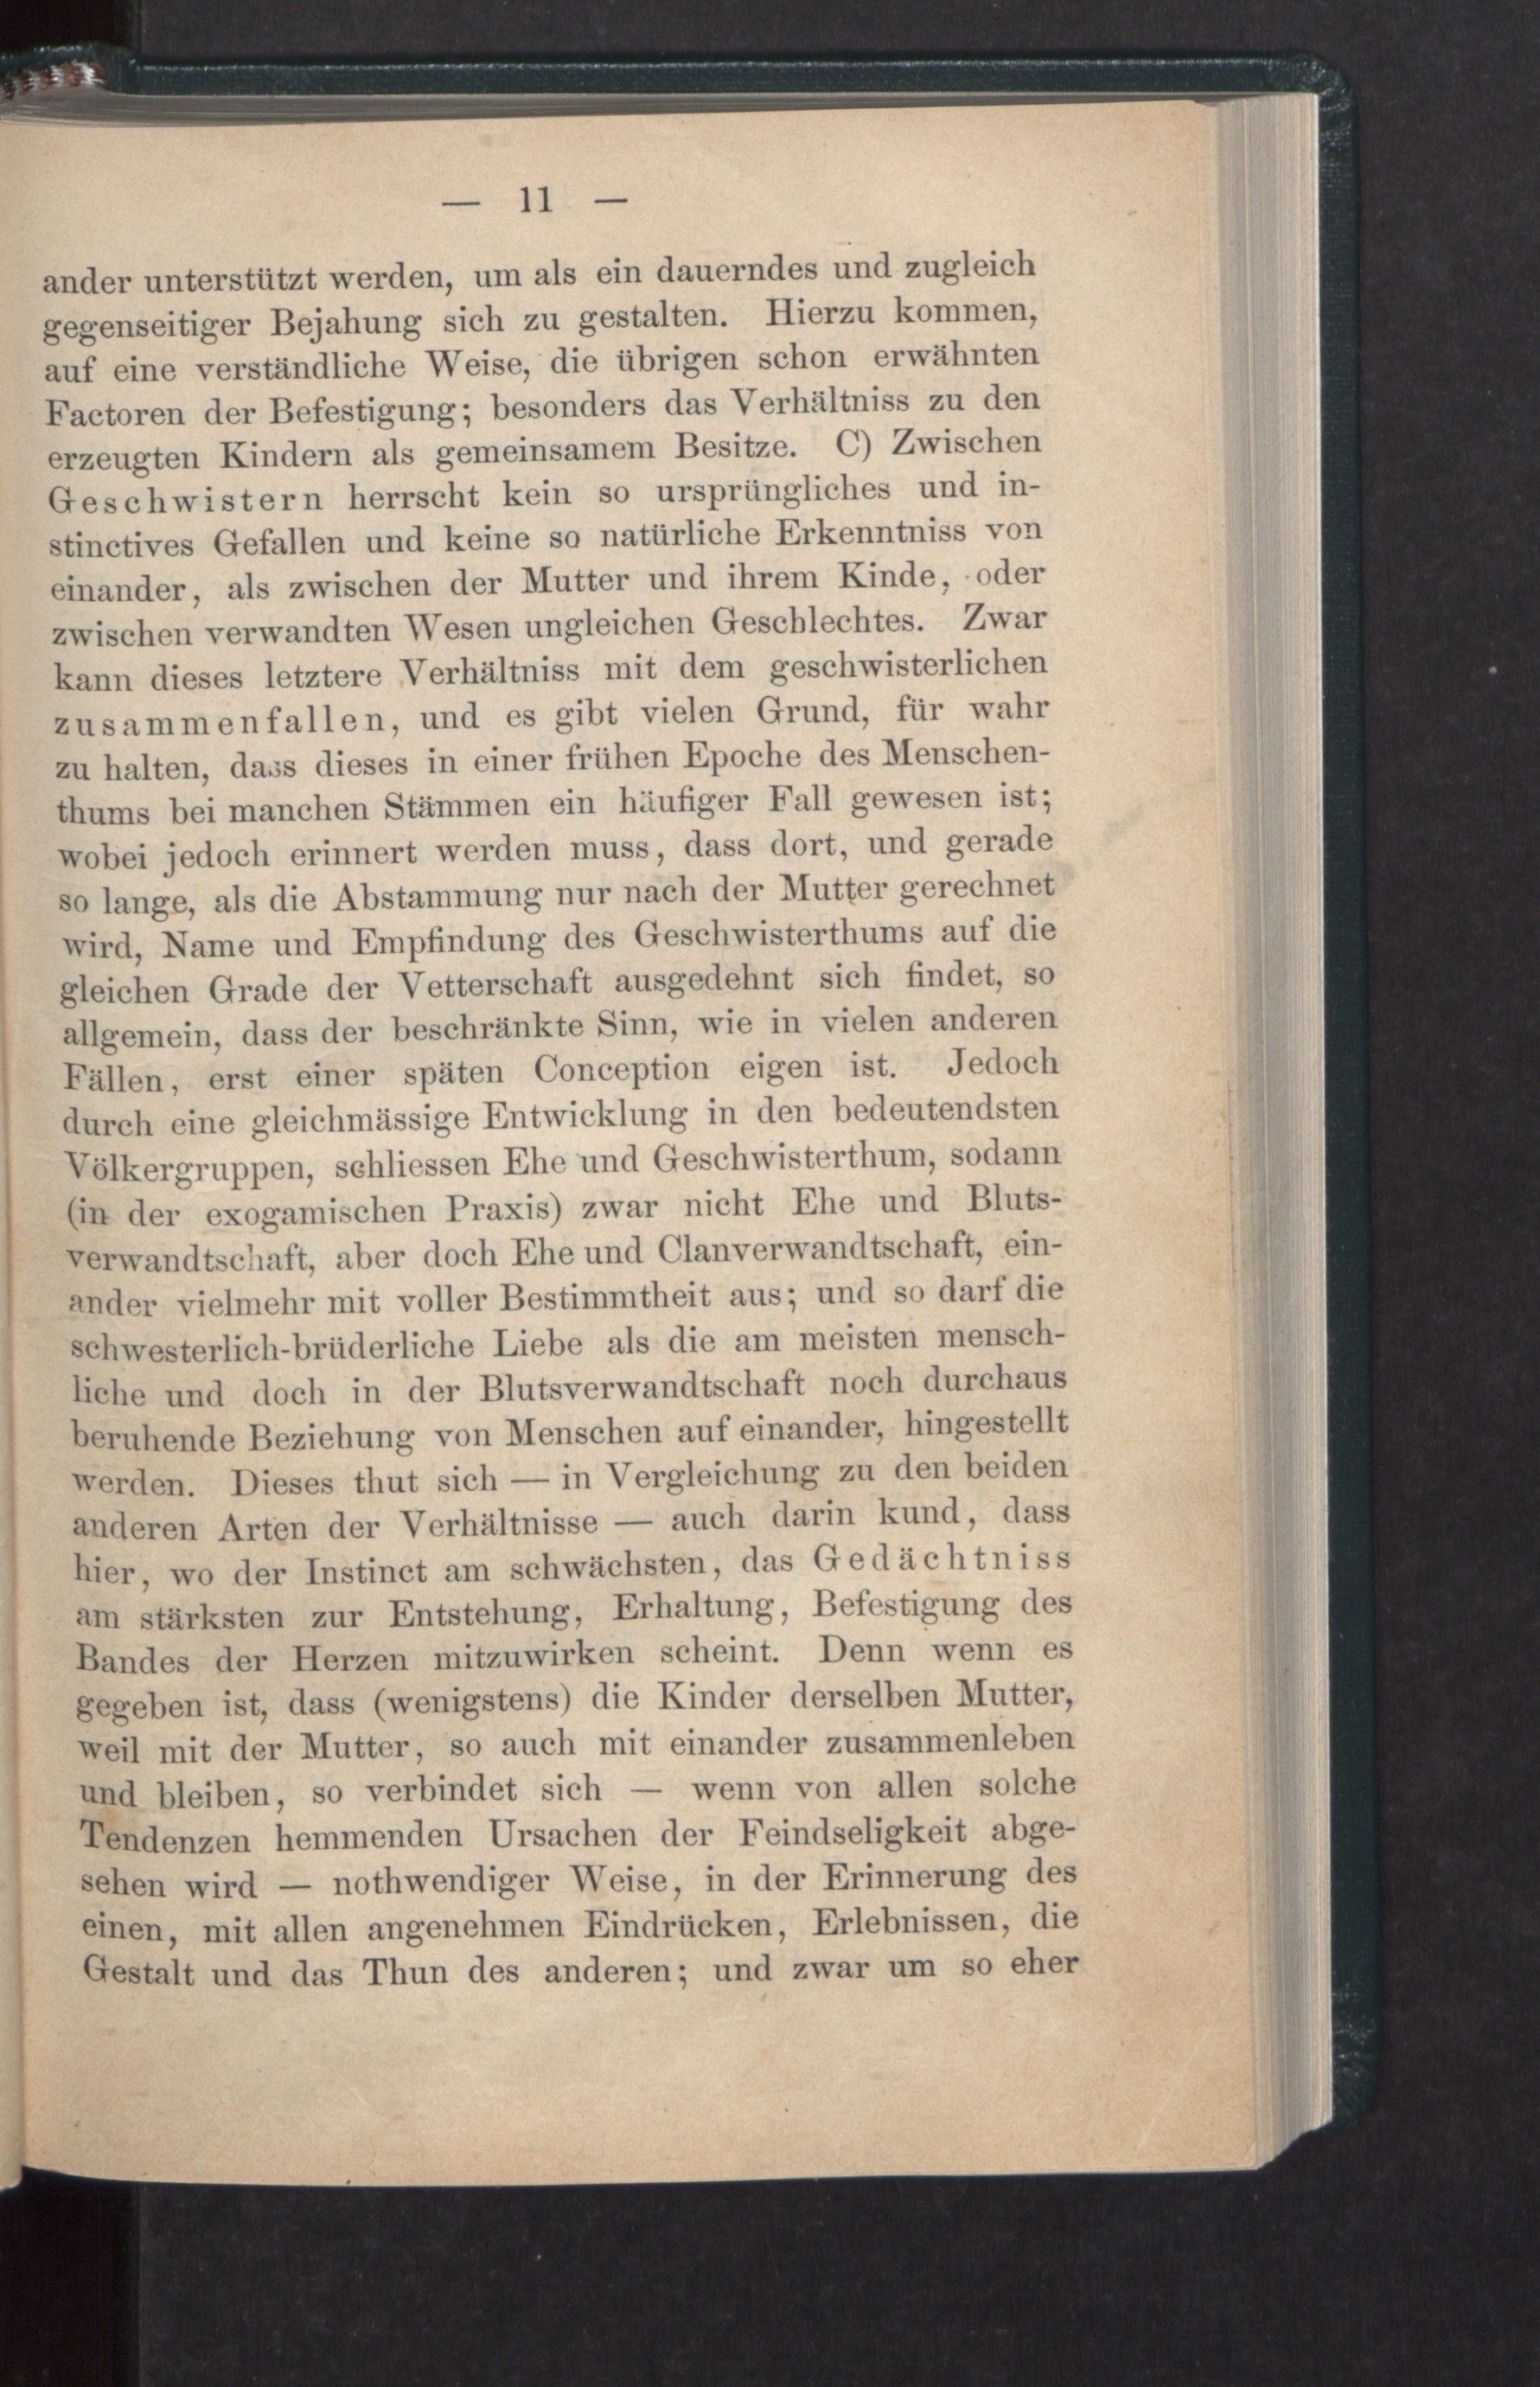 — 11 —
ander unterstützt werden, um als ein dauerndes und zugleich
gegenseitiger Bejahung sich zu gestalten. Hierzu kommen,
auf eine verständliche Weise, die übrigen schon erwähnten
Factoren der Befestigung; besonders das Verhältniss zu den
erzeugten Kindern als gemeinsamem Besitze. C) Zwischen
Geschwistern herrscht kein so ursprüngliches und in-
stinctives Gefallen und keine so natürliche Erkenntniss von
einander, als zwischen der Mutter und ihrem Kinde, oder
zwischen verwandten Wesen ungleichen Geschlechtes. Zwar
kann dieses letztere Verhältniss mit dem geschwisterlichen
zusammenfallen, und es gibt vielen Grund, für wahr
zu halten, dass dieses in einer frühen Epoche des Menschen-
thums bei manchen Stämmen ein häufiger Fall gewesen ist;
wobei jedoch erinnert werden muss, dass dort, und gerade
so lange, als die Abstammung nur nach der Mutter gerechnet
wird, Name und Empfindung des Geschwisterthums auf die
gleichen Grade der Vetterschaft ausgedehnt sich findet, so
allgemein, dass der beschränkte Sinn, wie in vielen anderen
Fällen, erst einer späten Conception eigen ist. Jedoch
durch eine gleichmässige Entwicklung in den bedeutendsten
Völkergruppen, schliessen Ehe und Geschwisterthum, sodann
(in der exogamischen Praxis) zwar nicht Ehe und Bluts-
verwandtschaft, aber doch Ehe und Clanverwandtschaft, ein-
ander vielmehr mit voller Bestimmtheit aus; und so darf die
schwesterlich-brüderliche Liebe als die am meisten mensch-
liche und doch in der Blutsverwandtschaft noch durchaus
beruhende Beziehung von Menschen auf einander, hingestellt
werden. Dieses thut sich — in Vergleichung zu den beiden
anderen Arten der Verhältnisse — auch darin kund, dass
hier, wo der Instinct am schwächsten, das Gedächtniss
am stärksten zur Entstehung, Erhaltung, Befestigung des
Bandes der Herzen mitzuwirken scheint. Denn wenn es
gegeben ist, dass (wenigstens) die Kinder derselben Mutter,
weil mit der Mutter, so auch mit einander zusammenleben
und bleiben, so verbindet sich — wenn von allen solche
Tendenzen hemmenden Ursachen der Feindseligkeit abge-
sehen wird — nothwendiger Weise, in der Erinnerung des
einen, mit allen angenehmen Eindrücken, Erlebnissen, die
Gestalt und das Thun des anderen; und zwar um so eher